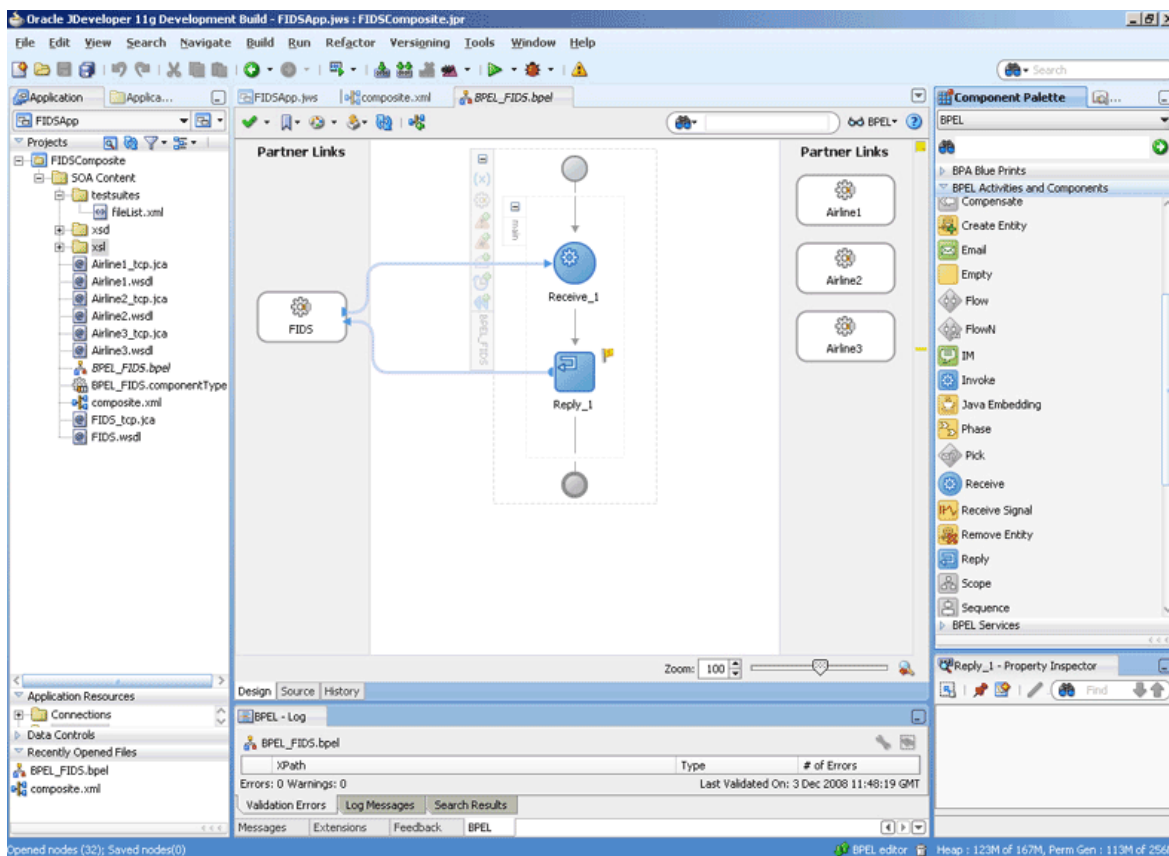 Oracle JDeveloper 11g Development Build - FIDSApp.jws : FIDSComposite.jpr
File Edit View Search Navigate Build Run Refactor Versioning Tools Window Help
Search
Application Applica...
FIDSApp
Projects
FIDSComposite
SOA Content
testsuites
fileList.xml
xsd
xsl
Airline1_tcp.jca
Airline1.wsdl
Airline2_tcp.jca
Airline2.wsdl
Airline3_tcp.jca
Airline3.wsdl
BPEL_FIDS.bpel
BPEL_FIDS.componentType
composite.xml
FIDS_tcp.jca
FIDS.wsdl
Application Resources
Connections
Data Controls
Recently Opened Files
BPEL_FIDS.bpel
composite.xml
FIDSApp.jws composite.xml BPEL_FIDS.bpel
BPEL
Partner Links
FIDS
(x)
BPEL_FIDS
main
Receive_1
Reply_1
Partner Links
Airline1
Airline2
Airline3
Zoom: 100
Design Source History
BPEL - Log
BPEL_FIDS.bpel
XPath Type # of Errors
Errors: 0 Warnings: 0 Last Validated On: 3 Dec 2008 11:48:19 GMT
Validation Errors Log Messages Search Results
Messages Extensions Feedback BPEL
Component Palette
BPEL
BPA Blue Prints
BPEL Activities and Components
Compensate
Create Entity
Email
Empty
Flow
FlowN
IM
Invoke
Java Embedding
Phase
Pick
Receive
Receive Signal
Remove Entity
Reply
Scope
Sequence
BPEL Services
Reply_1 - Property Inspector
Find
Opened nodes (32); Saved nodes(0) BPEL editor Heap : 123M of 167M, Perm Gen : 113M of 256